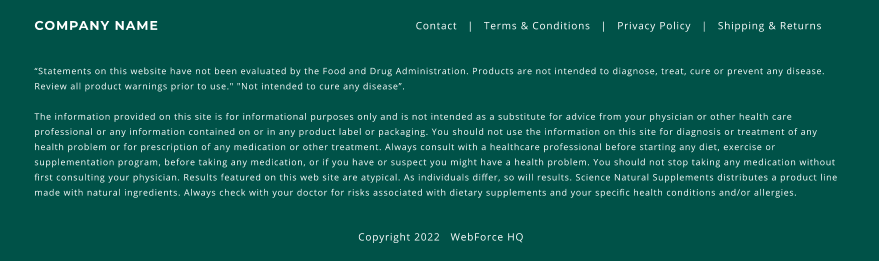 COMPANY NAME
Contact | Terms & Conditions | Privacy Policy | Shipping & Returns
“Statements on this website have not been evaluated by the Food and Drug Administration. Products are not intended to diagnose, treat, cure or prevent any disease.
Review all product warnings prior to use." "Not intended to cure any disease”.
The information provided on this site is for informational purposes only and is not intended as a substitute for advice from your physician or other health care
professional or any information contained on or in any product label or packaging. You should not use the information on this site for diagnosis or treatment of any
health problem or for prescription of any medication or other treatment. Always consult with a healthcare professional before starting any diet, exercise or
supplementation program, before taking any medication, or if you have or suspect you might have a health problem. You should not stop taking any medication without
first consulting your physician. Results featured on this web site are atypical. As individuals differ, so will results. Science Natural Supplements distributes a product line
made with natural ingredients. Always check with your doctor for risks associated with dietary supplements and your specific health conditions and/or allergies.
Copyright 2022 WebForce HQ